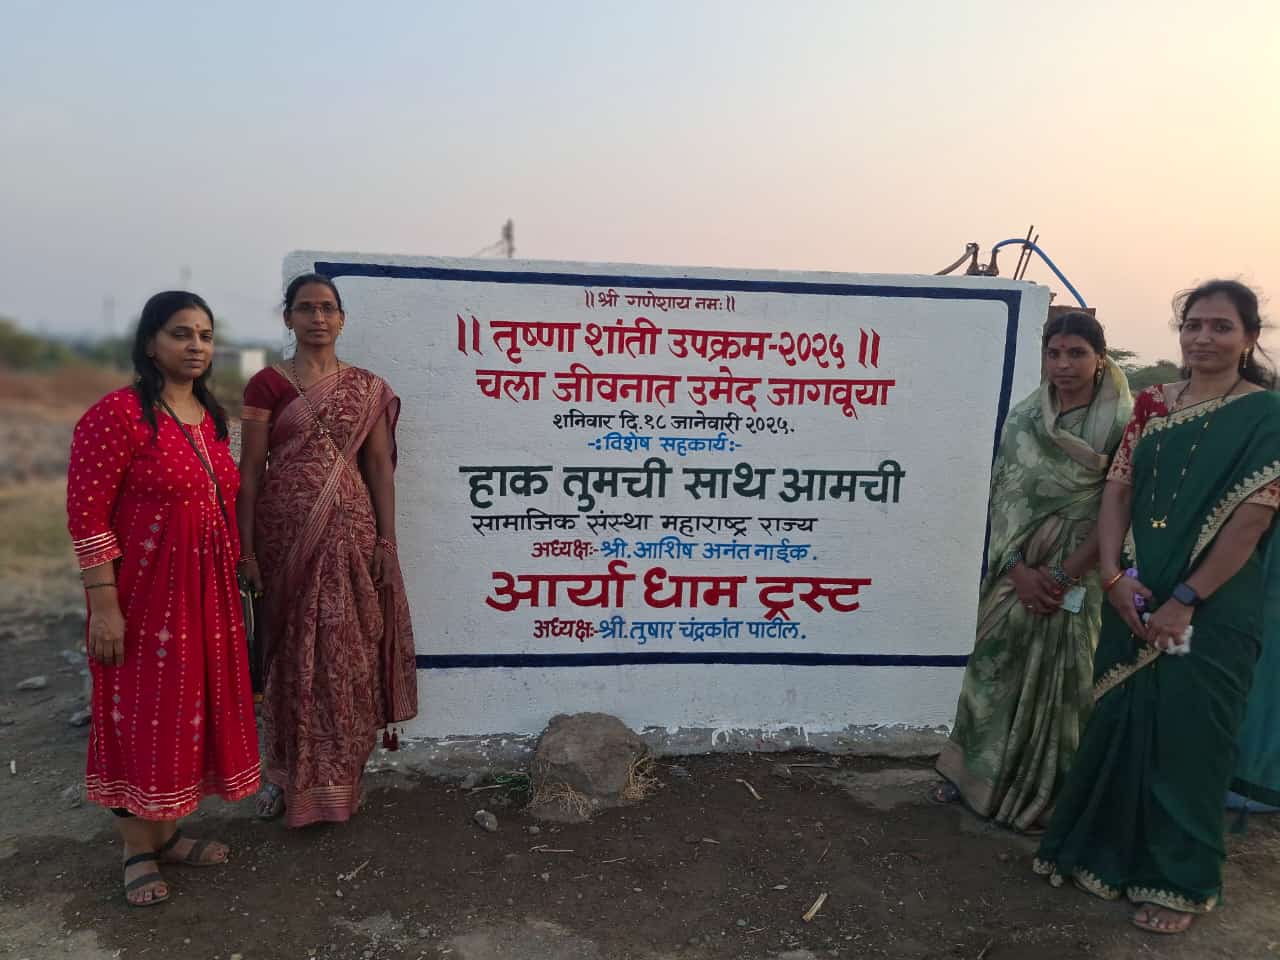 ॥ श्री गणेशाय नमः ॥
॥ तृष्णा शांती उपक्रम-२०२५ ॥
चला जीवनात उमेद जागवूया
शनिवार दि.१८ जानेवारी २०२५.
-:विशेष सहकार्य:-
हाक तुमची साथ आमची
सामाजिक संस्था महाराष्ट्र राज्य
अध्यक्षः-श्री.आशिष अनंत नाईक.
आर्या धाम ट्रस्ट
अध्यक्षः-श्री.तुषार चंद्रकांत पाटील.